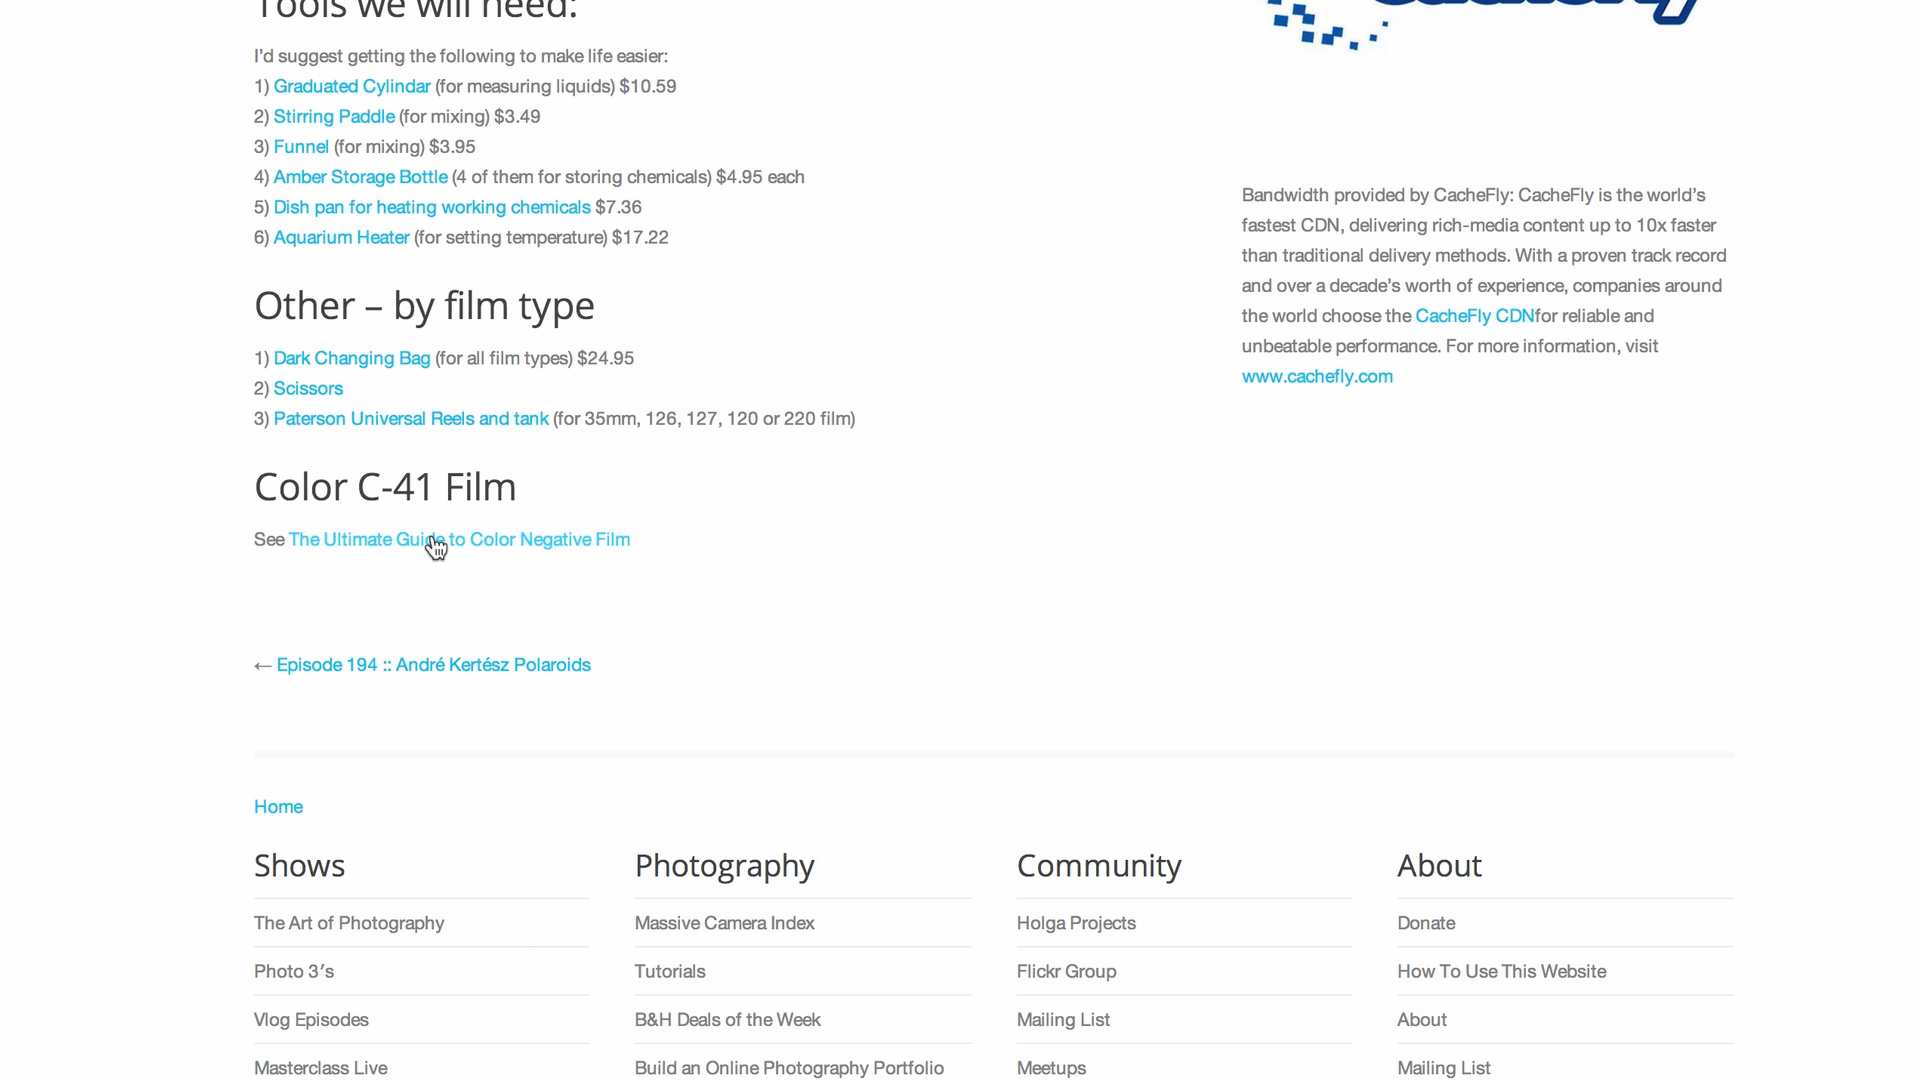 Tools we will need:
I’d suggest getting the following to make life easier:
1) Graduated Cylindar (for measuring liquids) $10.59
2) Stirring Paddle (for mixing) $3.49
3) Funnel (for mixing) $3.95
4) Amber Storage Bottle (4 of them for storing chemicals) $4.95 each
5) Dish pan for heating working chemicals $7.36
6) Aquarium Heater (for setting temperature) $17.22
Other – by film type
1) Dark Changing Bag (for all film types) $24.95
2) Scissors
3) Paterson Universal Reels and tank (for 35mm, 126, 127, 120 or 220 film)
Color C-41 Film
See The Ultimate Guide to Color Negative Film
← Episode 194 :: André Kertész Polaroids
Bandwidth provided by CacheFly: CacheFly is the world’s
fastest CDN, delivering rich-media content up to 10x faster
than traditional delivery methods. With a proven track record
and over a decade’s worth of experience, companies around
the world choose the CacheFly CDNfor reliable and
unbeatable performance. For more information, visit
www.cachefly.com
Home
Shows
The Art of Photography
Photo 3′s
Vlog Episodes
Masterclass Live
Photography
Massive Camera Index
Tutorials
B&H Deals of the Week
Build an Online Photography Portfolio
Community
Holga Projects
Flickr Group
Mailing List
Meetups
About
Donate
How To Use This Website
About
Mailing List